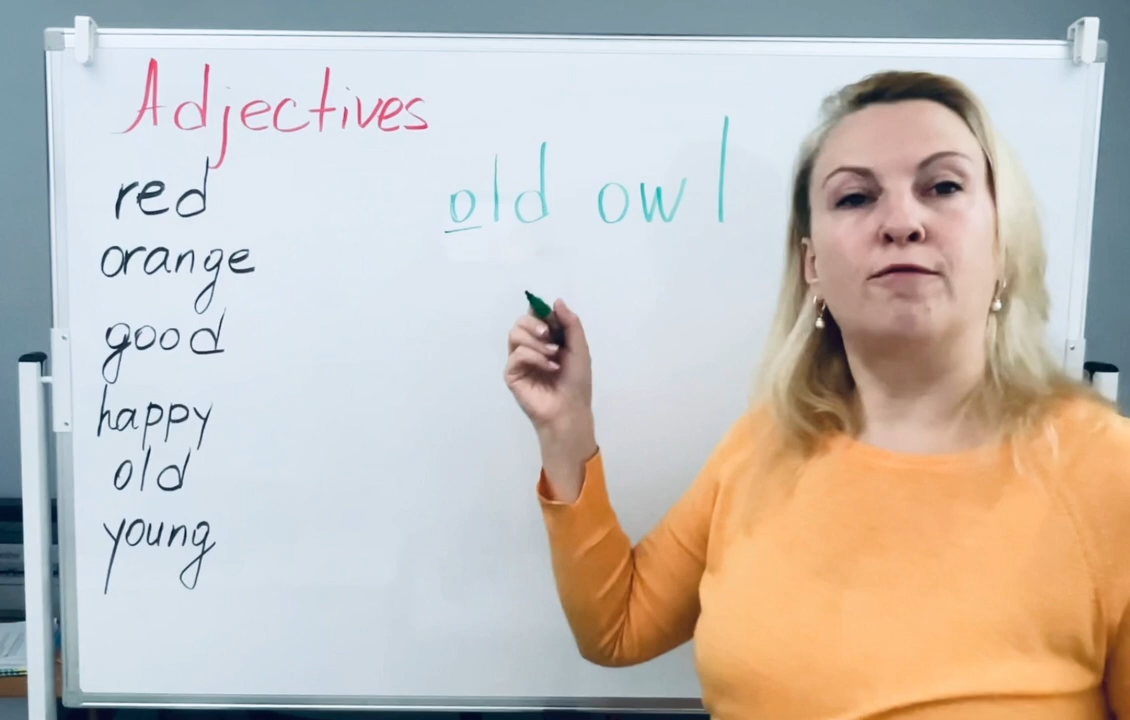 Adjectives
red
orange
good
happy
old
young
old owl